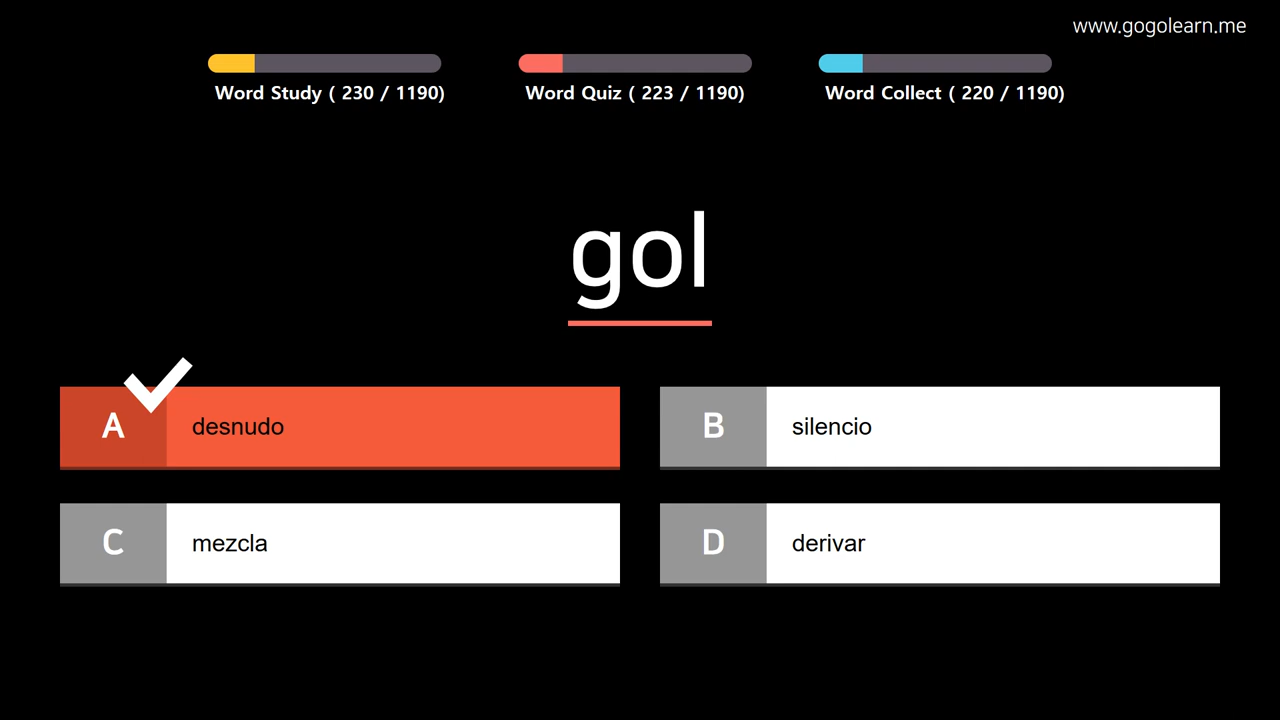 www.gogolearn.me
Word Study ( 230 / 1190)
Word Quiz ( 223 / 1190)
Word Collect ( 220 / 1190)
gol
A desnudo
B silencio
C mezcla
D derivar